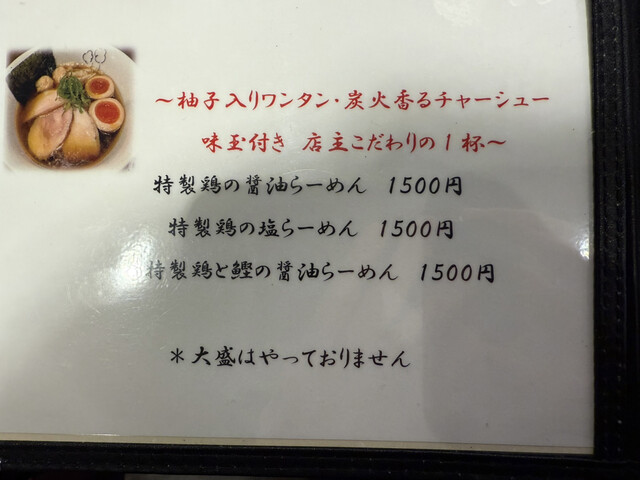 ～柚子入りワンタン・炭火香るチャーシュー
味玉付き 店主こだわりの1杯～
特製鶏の醤油らーめん 1500円
特製鶏の塩らーめん 1500円
特製鶏と鰹の醤油らーめん 1500円
＊大盛はやっておりません